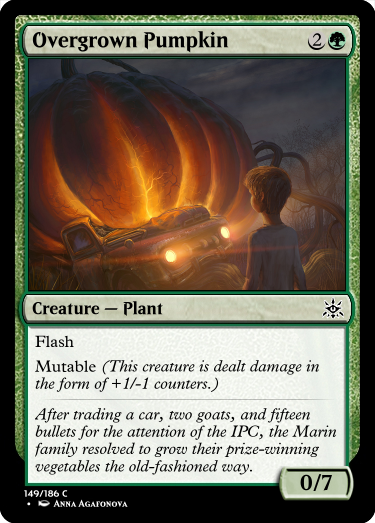 Overgrown Pumpkin 2
Creature — Plant
Flash
Mutable (This creature is dealt damage in
the form of +1/-1 counters.)
After trading a car, two goats, and fifteen
bullets for the attention of the IPC, the Marin
family resolved to grow their prize-winning
vegetables the old-fashioned way.
0/7
149/186 C
• Anna Agafonova